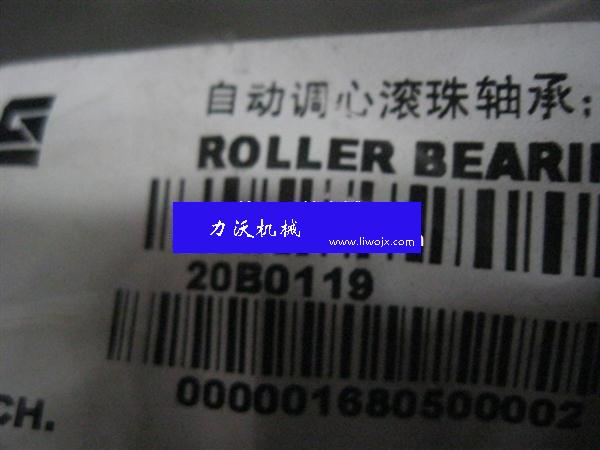 自动调心滚珠轴承;
ROLLER BEARI
力沃机械
www.liwojx.com
20B0119
000001680500002
CH.